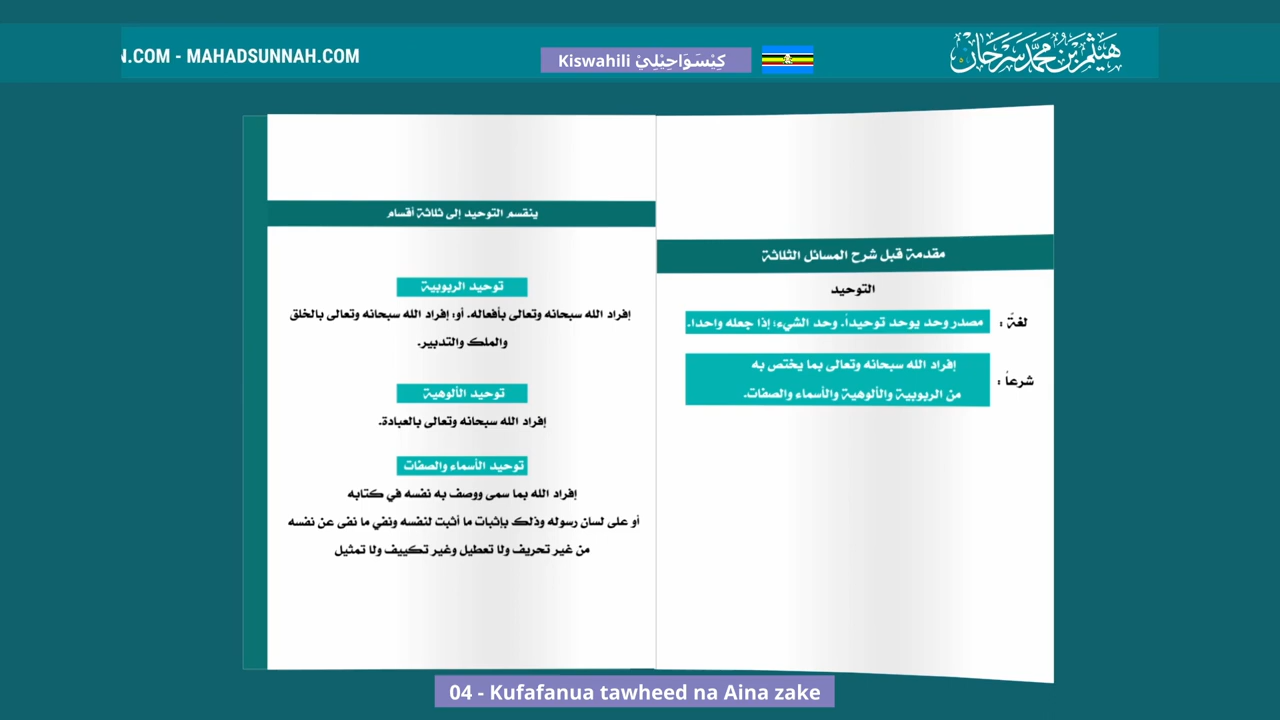 N.COM - MAHADSUNNAH.COM
Kiswahili كِيْسَوَاحِيْلِيْ
هَيْثَم بْن مُحَمَّد سَرْحَان
مقدمة قبل شرح المسائل الثلاثة
التوحيد
لغةً : مصدر وحد يوحد توحيداً. وحد الشيء؛ إذا جعله واحدا.
شرعاً : إفراد الله سبحانه وتعالى بما يختص به
من الربوبية والألوهية والأسماء والصفات.
ينقسم التوحيد إلى ثلاثة أقسام
توحيد الربوبية
إفراد الله سبحانه وتعالى بأفعاله. أو؛ إفراد الله سبحانه وتعالى بالخلق
والملك والتدبير.
توحيد الألوهية
إفراد الله سبحانه وتعالى بالعبادة.
توحيد الأسماء والصفات
إفراد الله بما سمى ووصف به نفسه في كتابه
أو على لسان رسوله وذلك بإثبات ما أثبت لنفسه ونفي ما نفى عن نفسه
من غير تحريف ولا تعطيل وغير تكييف ولا تمثيل
04 - Kufafanua tawheed na Aina zake